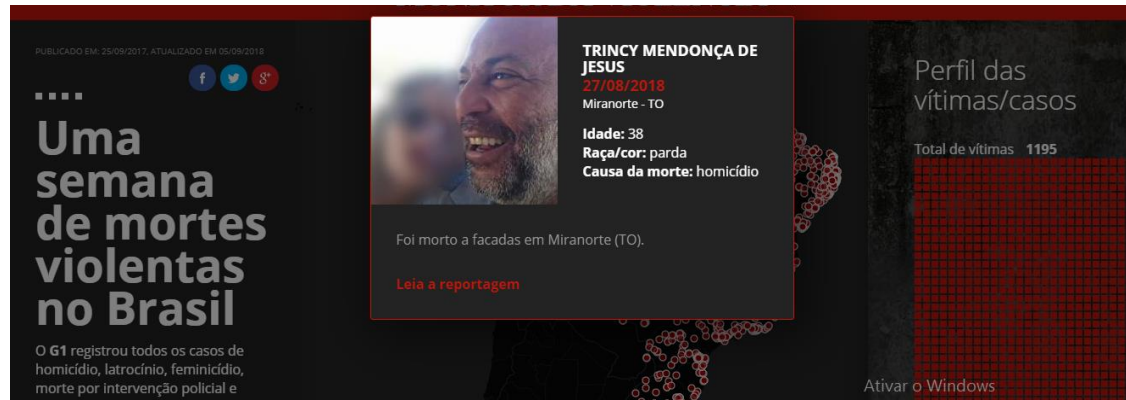 PUBLICADO EM: 25/09/2017, ATUALIZADO EM 05/09/2018
f
g+
Uma
semana
de mortes
violentas
no Brasil
O G1 registrou todos os casos de
homicídio, latrocínio, feminicídio,
morte por intervenção policial e
TRINCY MENDONÇA DE
JESUS
27/08/2018
Miranorte - TO
Idade: 38
Raça/cor: parda
Causa da morte: homicídio
Foi morto a facadas em Miranorte (TO).
Leia a reportagem
Perfil das
vítimas/casos
Total de vítimas 1195
Ativar o Windows